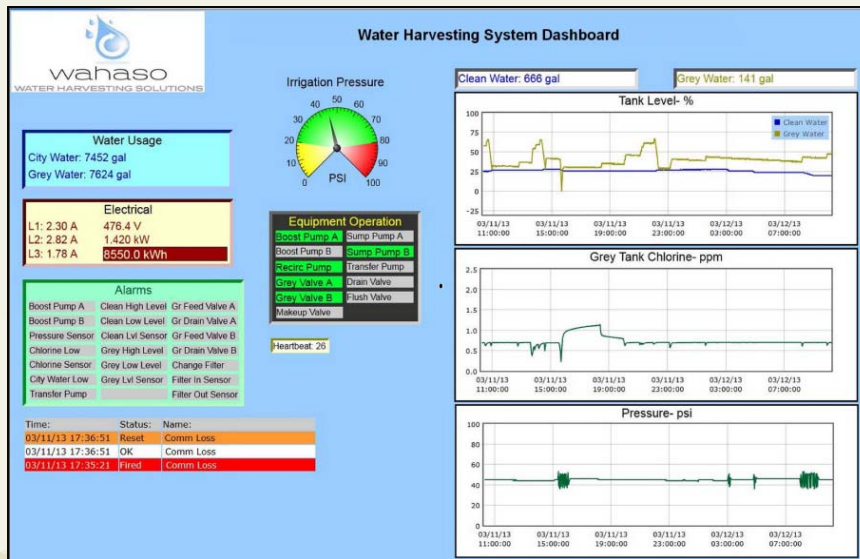 wahaso
WATER HARVESTING SOLUTIONS
Water Harvesting System Dashboard
Water Usage
City Water: 7452 gal
Grey Water: 7624 gal
Electrical
L1: 2.30 A 476.4 V
L2: 2.82 A 1.420 kW
L3: 1.78 A 8550.0 kWh
Alarms
Boost Pump A Clean High Level Gr Feed Valve A
Boost Pump B Clean Low Level Gr Drain Valve A
Pressure Sensor Clean Lvl Sensor Gr Feed Valve B
Chlorine Low Grey High Level Gr Drain Valve B
Chlorine Sensor Grey Low Level Change Filter
City Water Low Grey Lvl Sensor Filter In Sensor
Transfer Pump Filter Out Sensor
Time: Status: Name:
03/11/13 17:36:51 Reset Comm Loss
03/11/13 17:36:51 OK Comm Loss
03/11/13 17:35:21 Fired Comm Loss
Irrigation Pressure
0 10 20 30 40 50 60 70 80 90 100
PSI
Equipment Operation
Boost Pump A Sump Pump A
Boost Pump B Sump Pump B
Recirc Pump Transfer Pump
Grey Valve A Drain Valve
Grey Valve B Flush Valve
Makeup Valve
Heartbeat: 26
Clean Water: 666 gal
Grey Water: 141 gal
Tank Level- %
Clean Water
Grey Water
100
75
50
25
0
-25
03/11/13 03/11/13 03/11/13 03/11/13 03/12/13 03/12/13
11:00:00 15:00:00 19:00:00 23:00:00 03:00:00 07:00:00
Grey Tank Chlorine- ppm
2.5
2.0
1.5
1.0
0.5
0.0
03/11/13 03/11/13 03/11/13 03/11/13 03/12/13 03/12/13
11:00:00 15:00:00 19:00:00 23:00:00 03:00:00 07:00:00
Pressure- psi
100
80
60
40
20
0
03/11/13 03/11/13 03/11/13 03/11/13 03/12/13 03/12/13
11:00:00 15:00:00 19:00:00 23:00:00 03:00:00 07:00:00